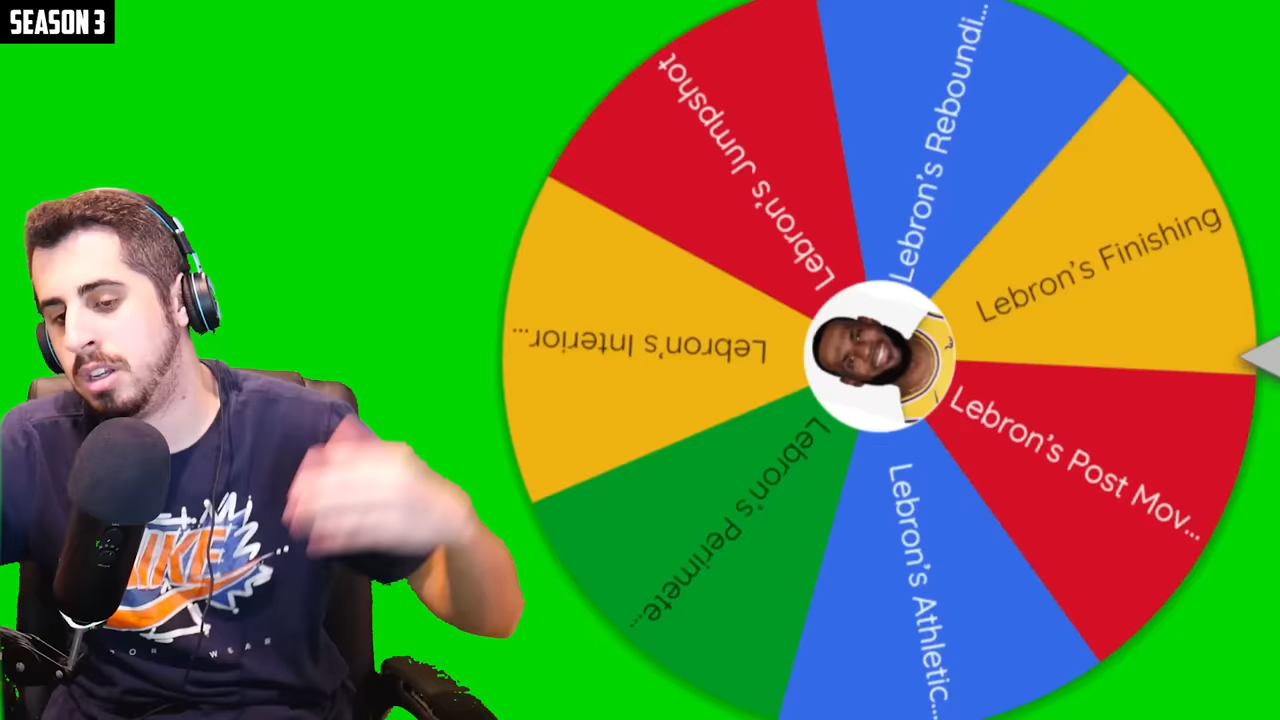 SEASON 3
Lebron's Jumpshot
Lebron's Reboundi...
Lebron's Finishing
Lebron's Post Mov...
Lebron's Athletic...
Lebron's Perimete...
Lebron's Interior...